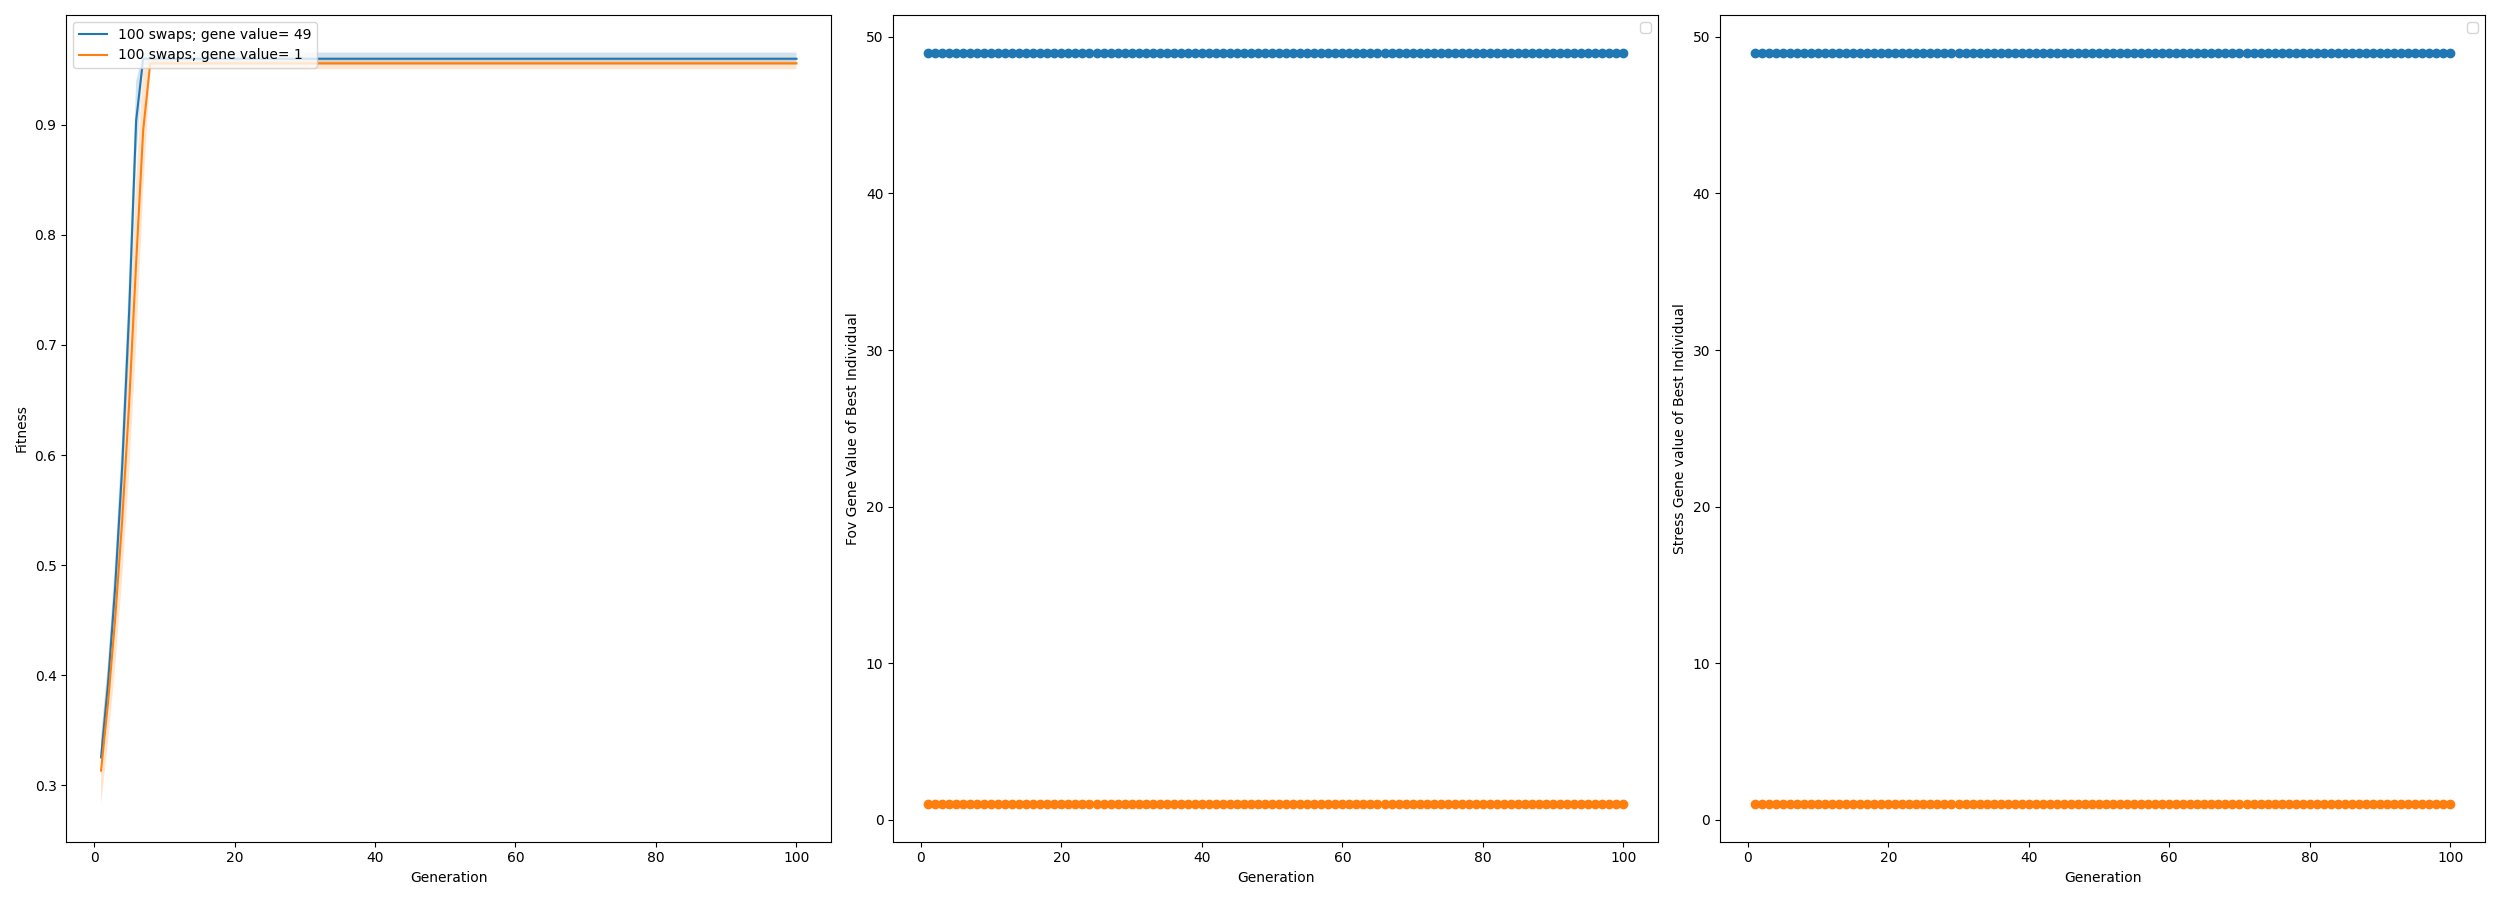 100 swaps; gene value= 49
100 swaps; gene value= 1
Fitness
0.9
0.8
0.7
0.6
0.5
0.4
0.3
0 20 40 60 80 100
Generation
Fov Gene Value of Best Individual
50
40
30
20
10
0
0 20 40 60 80 100
Generation
Stress Gene value of Best Individual
50
40
30
20
10
0
0 20 40 60 80 100
Generation